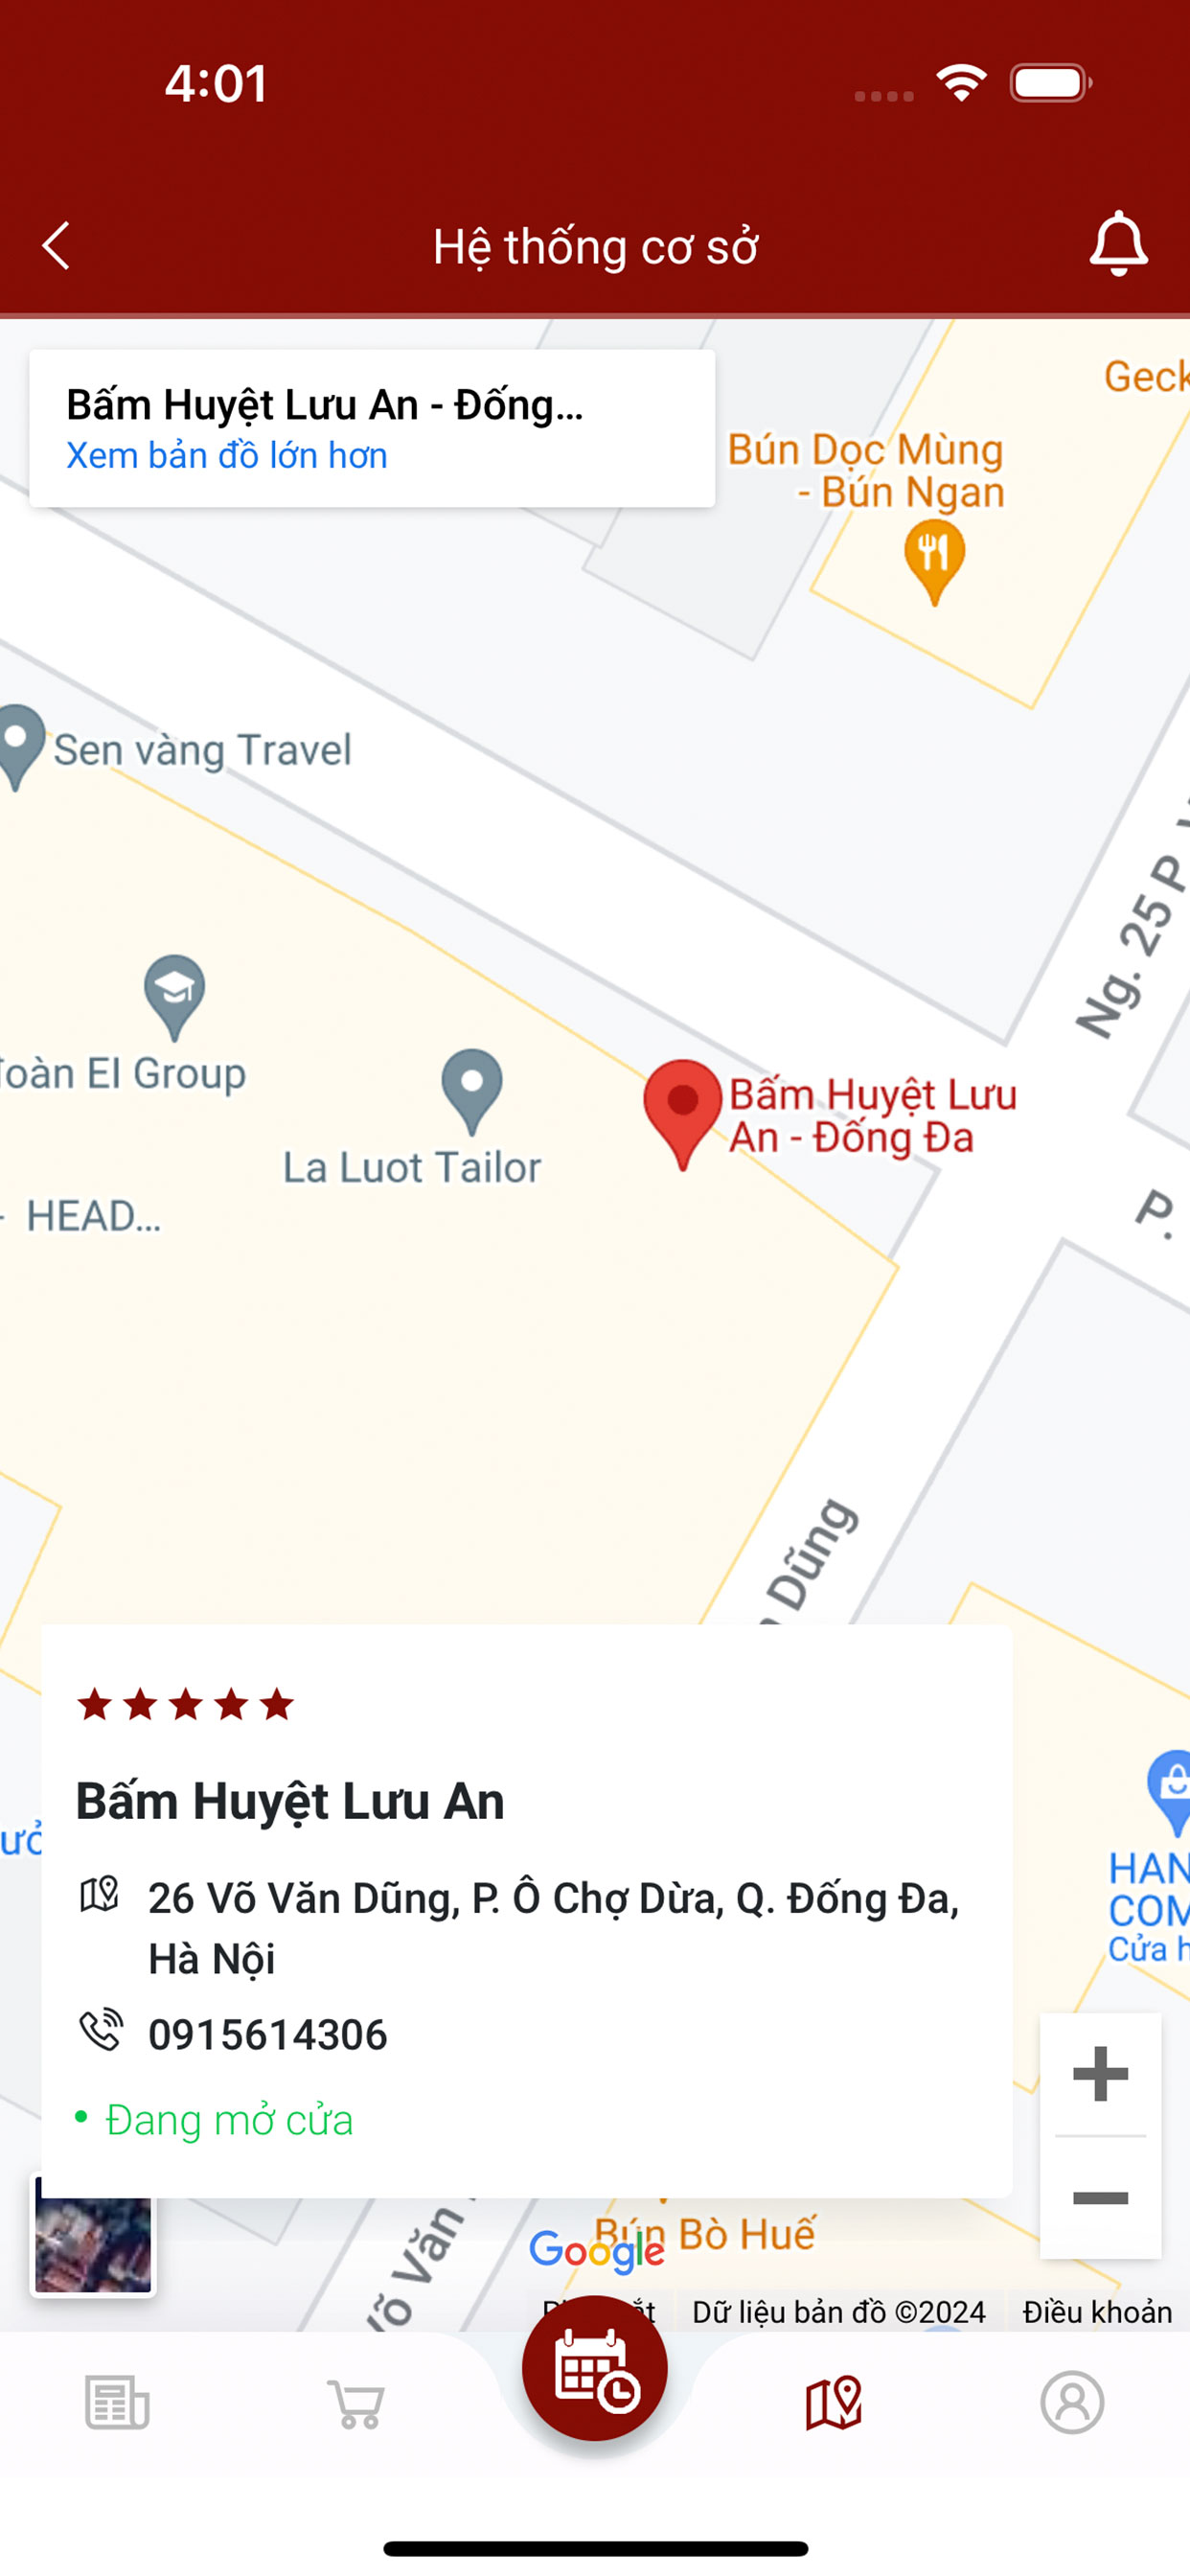 4:01
Hệ thống cơ sở
Bấm Huyệt Lưu An - Đống...
Xem bản đồ lớn hơn
Bún Dọc Mùng
- Bún Ngan
Sen vàng Travel
Ng. 25 P
El Group
La Luot Tailor
Bấm Huyệt Lưu
An - Đống Đa
- HEAD...
P.
Dũng
★★★★★
Bấm Huyệt Lưu An
26 Võ Văn Dũng, P. Ô Chợ Dừa, Q. Đống Đa,
Hà Nội
0915614306
• Đang mở cửa
Cửa
Văn
Google
Bún Bò Huế
Dữ liệu bản đồ ©2024
Điều khoản